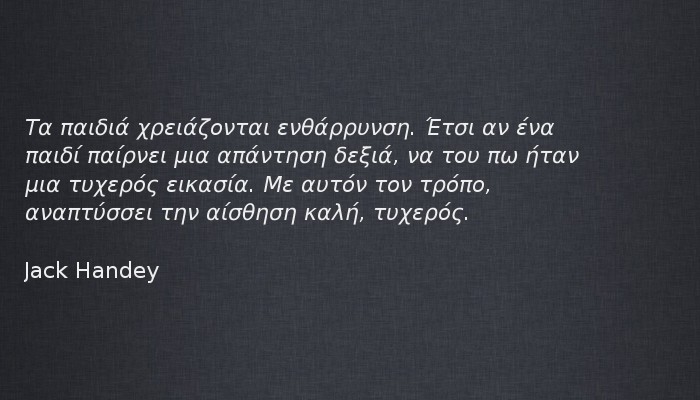 Τα παιδιά χρειάζονται ενθάρρυνση. Έτσι αν ένα
παιδί παίρνει μια απάντηση δεξιά, να του πω ήταν
μια τυχερός εικασία. Με αυτόν τον τρόπο,
αναπτύσσει την αίσθηση καλή, τυχερός.
Jack Handey